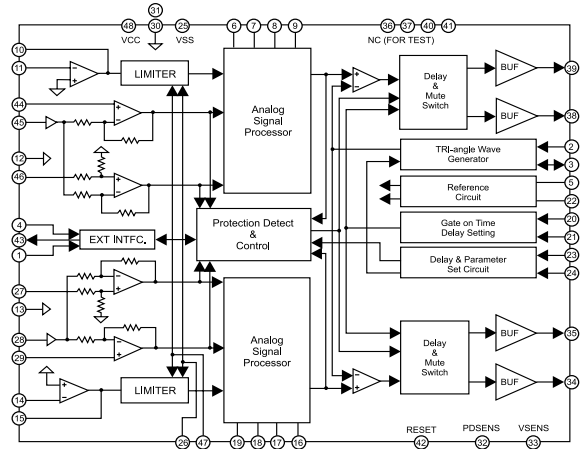 31
48 30 25 6 7 8 9 36 37 40 41
VCC VSS NC (FOR TEST)
10
11
LIMITER
Analog
Signal
Processor
+
−
+
−
Delay
&
Mute
Switch
BUF
39
BUF
38
44
45
+
−
12
46
+
−
TRI-angle Wave
Generator
2
3
Reference
Circuit
5
22
4
43
1
EXT INTFC.
Protection Detect
&
Control
Gate on Time
Delay Setting
20
21
Delay & Parameter
Set Circuit
23
24
27
13
28
29
−
+
−
+
Analog
Signal
Processor
Delay
&
Mute
Switch
BUF
35
BUF
34
14
15
+
−
LIMITER
−
+
26 47 19 18 17 16
RESET PDSENS VSENS
42 32 33